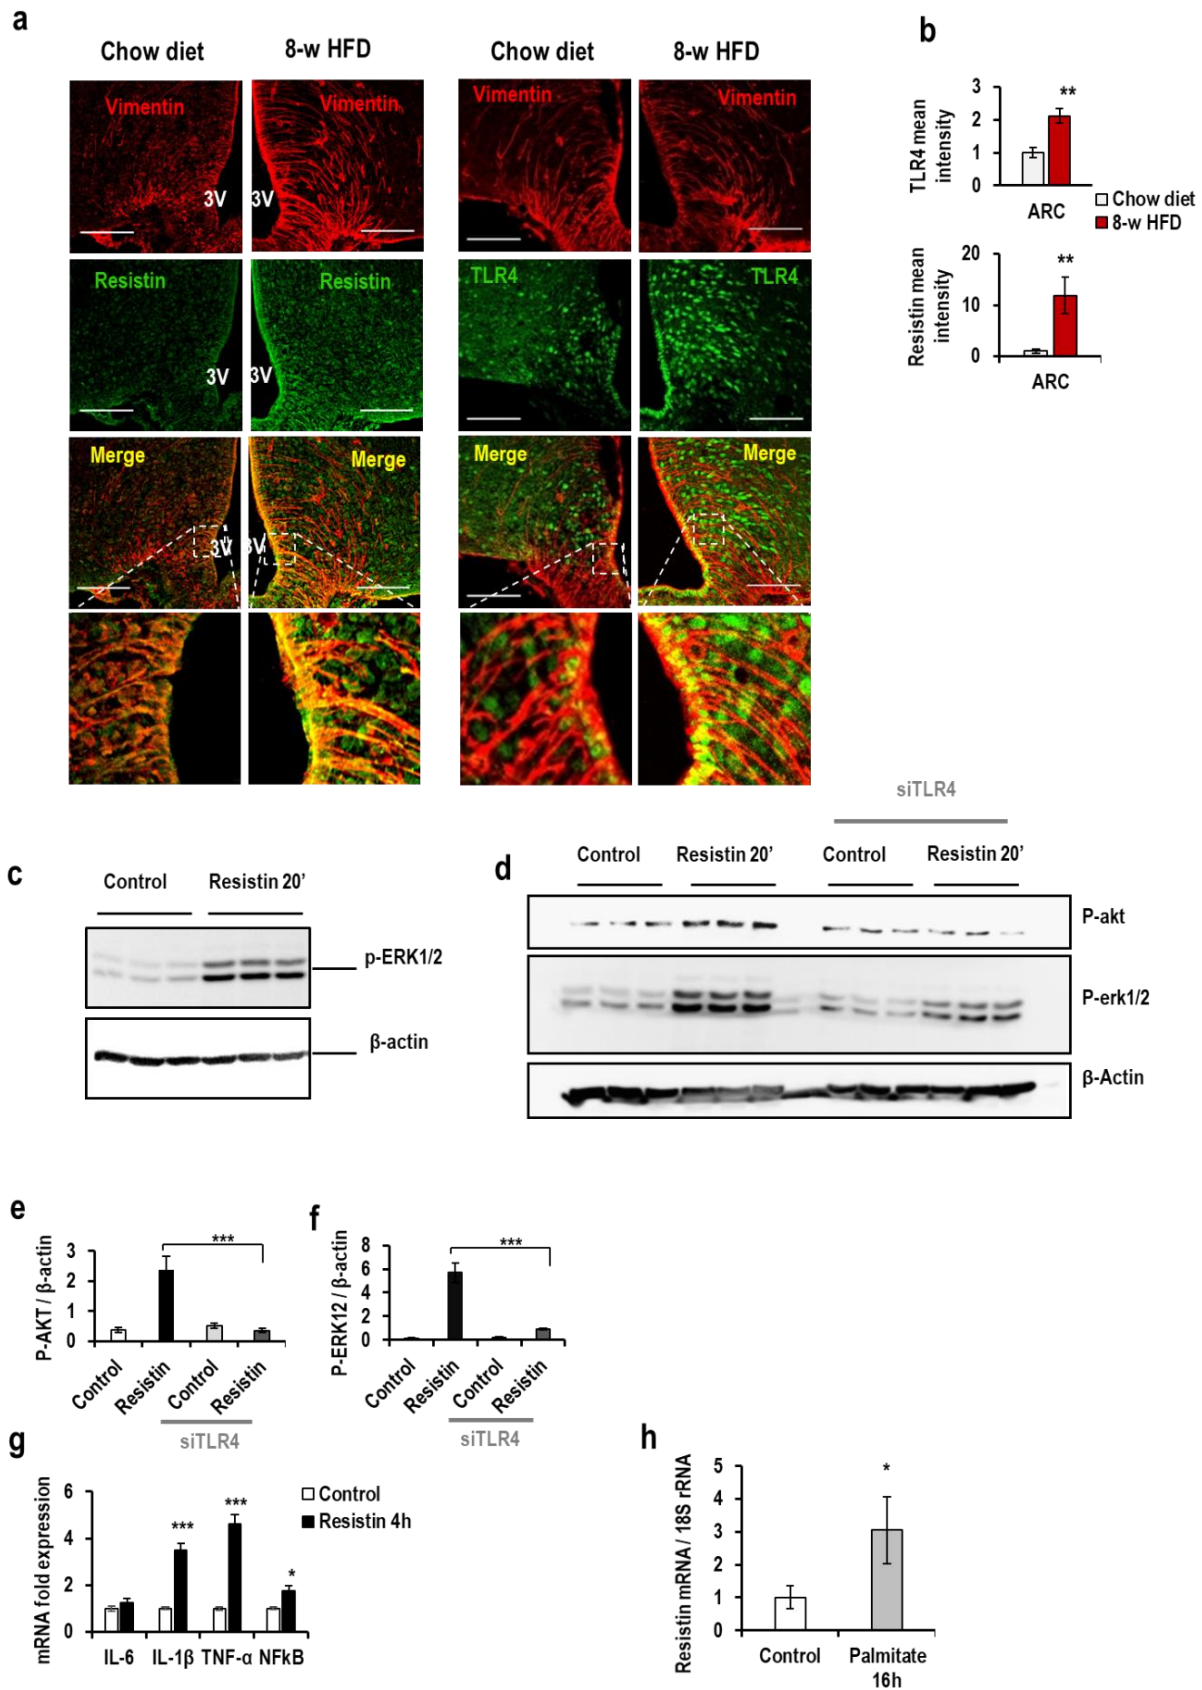 a
Chow diet
8-w HFD
Chow diet
8-w HFD
Vimentin
Vimentin
Vimentin
Vimentin
3V
3V
Resistin
Resistin
TLR4
TLR4
3V
3V
Merge
Merge
Merge
Merge
3V
3V
b
TLR4 mean
intensity
3
2
1
0
**
ARC
Chow diet
8-w HFD
Resistin mean
intensity
20
10
0
**
ARC
c
Control
Resistin 20’
p-ERK1/2
β-actin
d
siTLR4
Control
Resistin 20’
Control
Resistin 20’
P-akt
P-erk1/2
β-Actin
e
P-AKT / β-actin
3
2
1
0
***
Control
Resistin
Control
Resistin
siTLR4
f
P-ERK12 / β-actin
8
6
4
2
0
***
Control
Resistin
Control
Resistin
siTLR4
g
mRNA fold expression
6
4
2
0
***
***
*
Control
Resistin 4h
IL-6 IL-1β TNF-α NFkB
h
Resistin mRNA / 18S rRNA
5
4
3
2
1
0
*
Control
Palmitate
16h